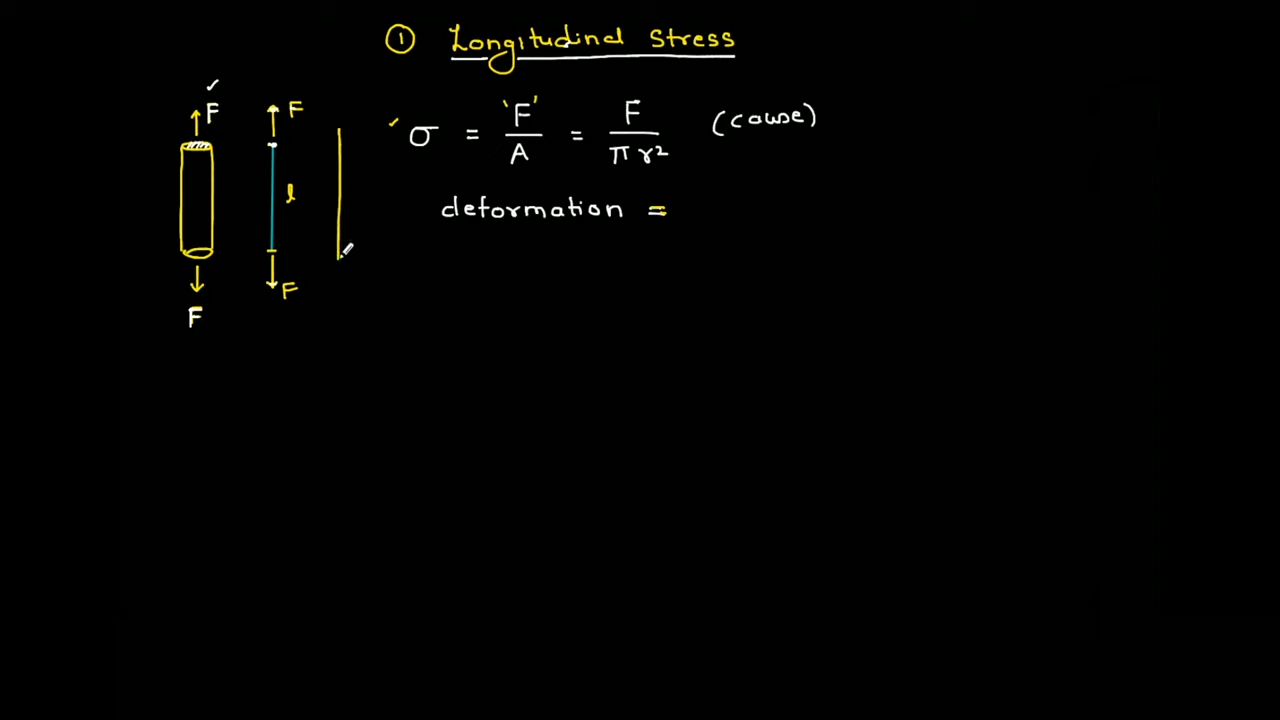 ① Longitudinal Stress
F
F
σ = 'F' / A = F / πr² (cause)
l
deformation =
F
F